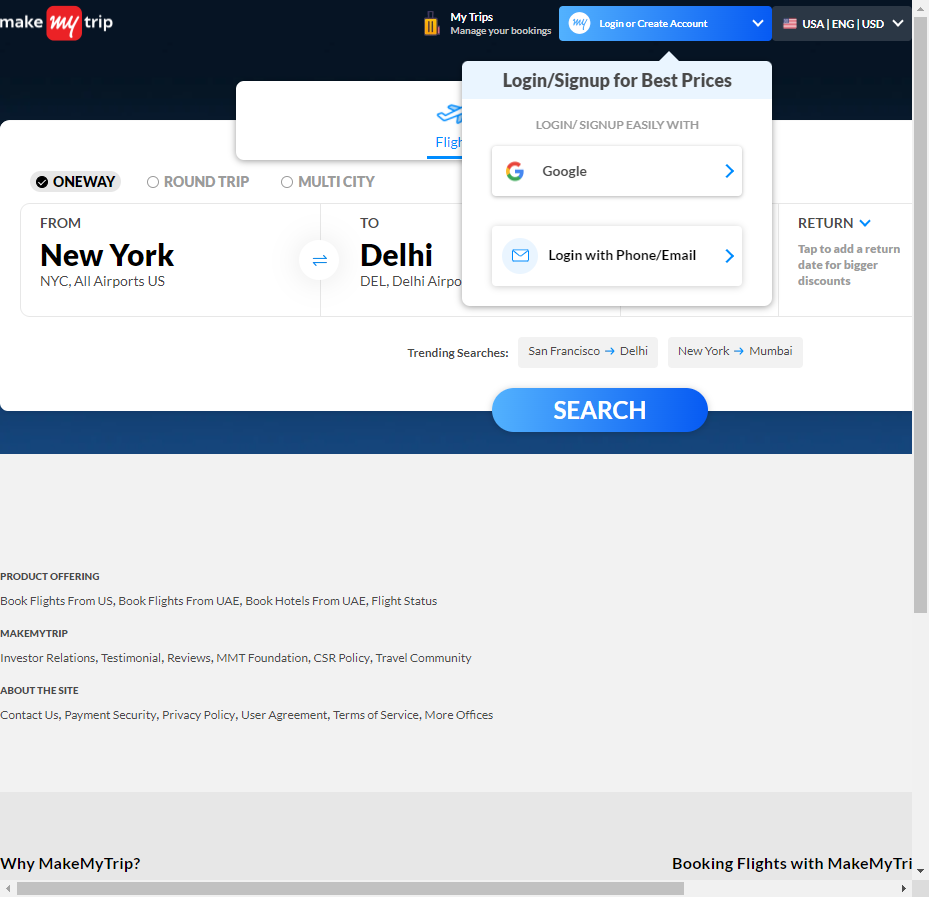 make my trip
My Trips
Manage your bookings
my
Login or Create Account
USA | ENG | USD
Login/Signup for Best Prices
LOGIN/ SIGNUP EASILY WITH
Google
Login with Phone/Email
Fligh
ONEWAY
ROUND TRIP
MULTI CITY
FROM
New York
NYC, All Airports US
TO
Delhi
DEL, Delhi Airpo
RETURN
Tap to add a return
date for bigger
discounts
Trending Searches:
San Francisco → Delhi
New York → Mumbai
SEARCH
PRODUCT OFFERING
Book Flights From US, Book Flights From UAE, Book Hotels From UAE, Flight Status
MAKEMYTRIP
Investor Relations, Testimonial, Reviews, MMT Foundation, CSR Policy, Travel Community
ABOUT THE SITE
Contact Us, Payment Security, Privacy Policy, User Agreement, Terms of Service, More Offices
Why MakeMyTrip?
Booking Flights with MakeMyTri